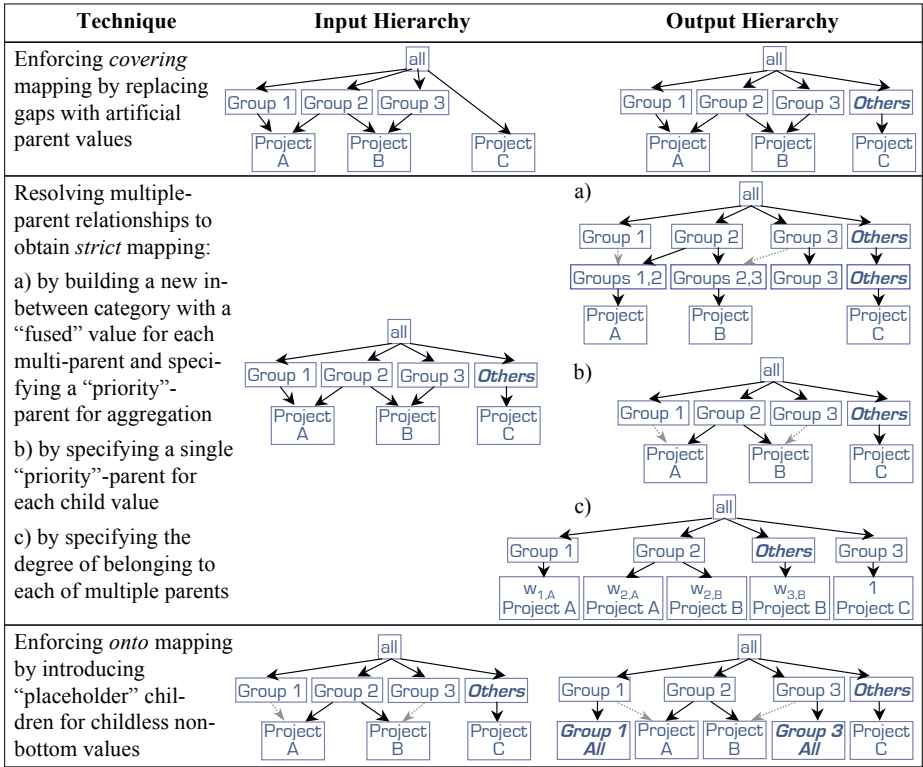 Technique Input Hierarchy Output Hierarchy
Enforcing covering
mapping by replacing
gaps with artificial
parent values
all
Group 1 Group 2 Group 3
Project A Project B Project C
all
Group 1 Group 2 Group 3 Others
Project A Project B Project C
Resolving multiple-
parent relationships to
obtain strict mapping:
a) by building a new in-
between category with a
“fused” value for each
multi-parent and speci-
fying a “priority”-
parent for aggregation
b) by specifying a single
“priority”-parent for
each child value
c) by specifying the
degree of belonging to
each of multiple parents
all
Group 1 Group 2 Group 3 Others
Project A Project B Project C
a)
all
Group 1 Group 2 Group 3 Others
Groups 1,2 Groups 2,3 Group 3 Others
Project A Project B Project C
b)
all
Group 1 Group 2 Group 3 Others
Project A Project B Project C
c)
all
Group 1 Group 2 Others Group 3
w1,A w2,A w2,B w3,B 1
Project A Project A Project B Project B Project C
Enforcing onto mapping
by introducing
“placeholder” chil-
dren for childless non-
bottom values
all
Group 1 Group 2 Group 3 Others
Project A Project B Project C
all
Group 1 Group 2 Group 3 Others
Group 1 All Project A Project B Group 3 All Project C